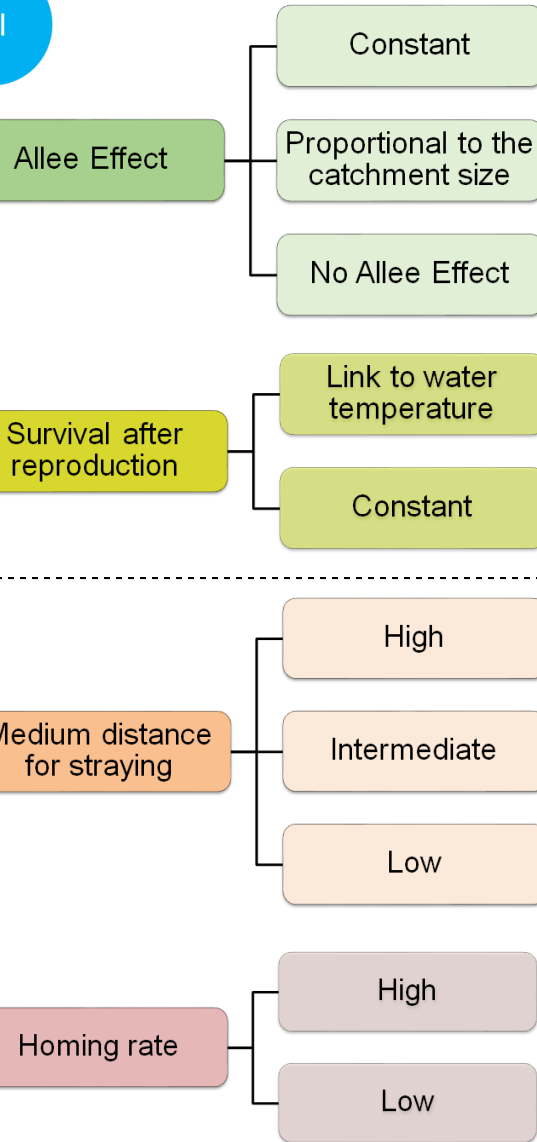 Constant
Allee Effect
Proportional to the
catchment size
No Allee Effect
Link to water
temperature
Survival after
reproduction
Constant
High
Medium distance
for straying
Intermediate
Low
High
Homing rate
Low